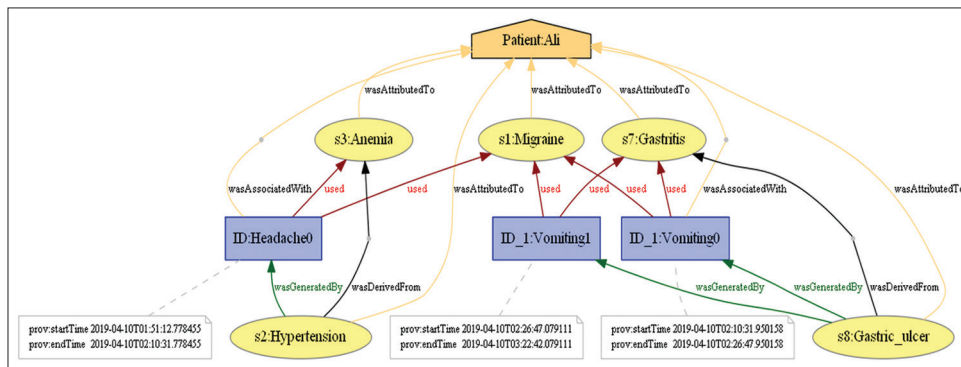 Patient:Ali
wasAttributedTo
wasAttributedTo
wasAttributedTo
s3:Anemia
s1:Migraine
s7:Gastritis
wasAssociatedWith
used
used
wasAttributedTo
used
used
used
used
wasAssociatedWith
wasAttributedTo
ID:Headache0
ID_1:Vomiting1
ID_1:Vomiting0
wasGeneratedBy
wasDerivedFrom
wasGeneratedBy
wasGeneratedBy
wasDerivedFrom
prov:startTime 2019-04-10T01:51:12.778455
prov:endTime 2019-04-10T02:10:31.778455
s2:Hypertension
prov:startTime 2019-04-10T02:26:47.079111
prov:endTime 2019-04-10T03:22:42.079111
prov:startTime 2019-04-10T02:10:31.950158
prov:endTime 2019-04-10T02:26:47.950158
s8:Gastric_ulcer